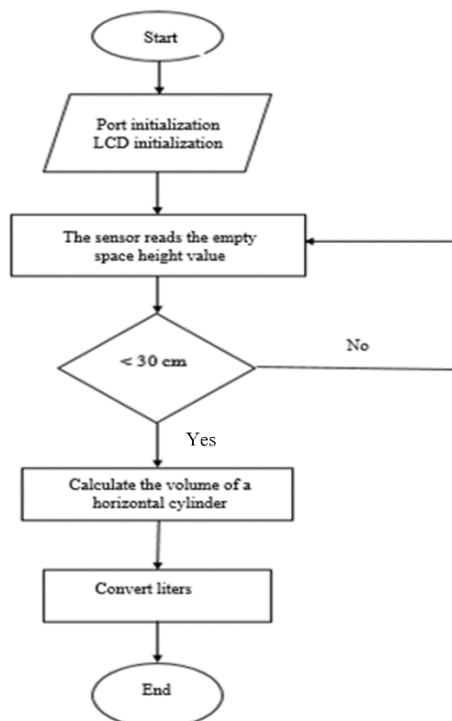 Start
Port initialization
LCD initialization
The sensor reads the empty
space height value
< 30 cm
No
Yes
Calculate the volume of a
horizontal cylinder
Convert liters
End